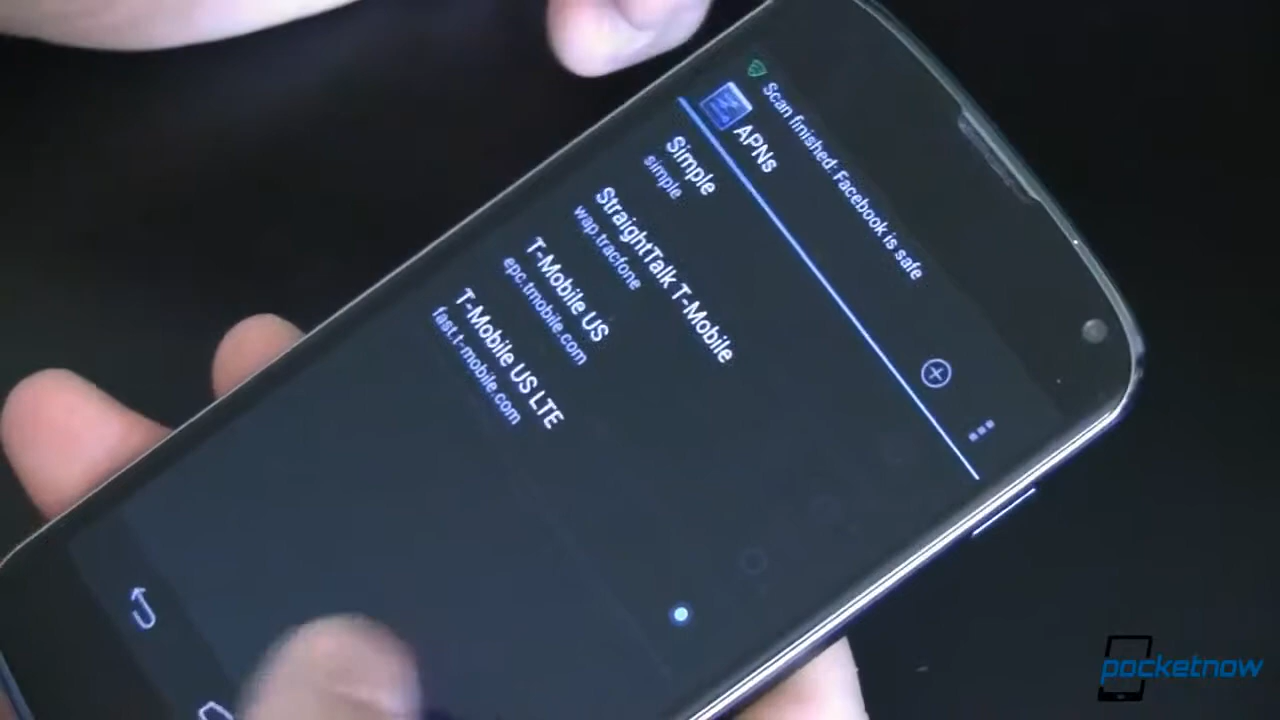 Scan finished: Facebook is safe
APNs
Simple
simple
StraightTalk T-Mobile
wap.tracfone
T-Mobile US
epc.tmobile.com
T-Mobile US LTE
fast.t-mobile.com
pocketnow